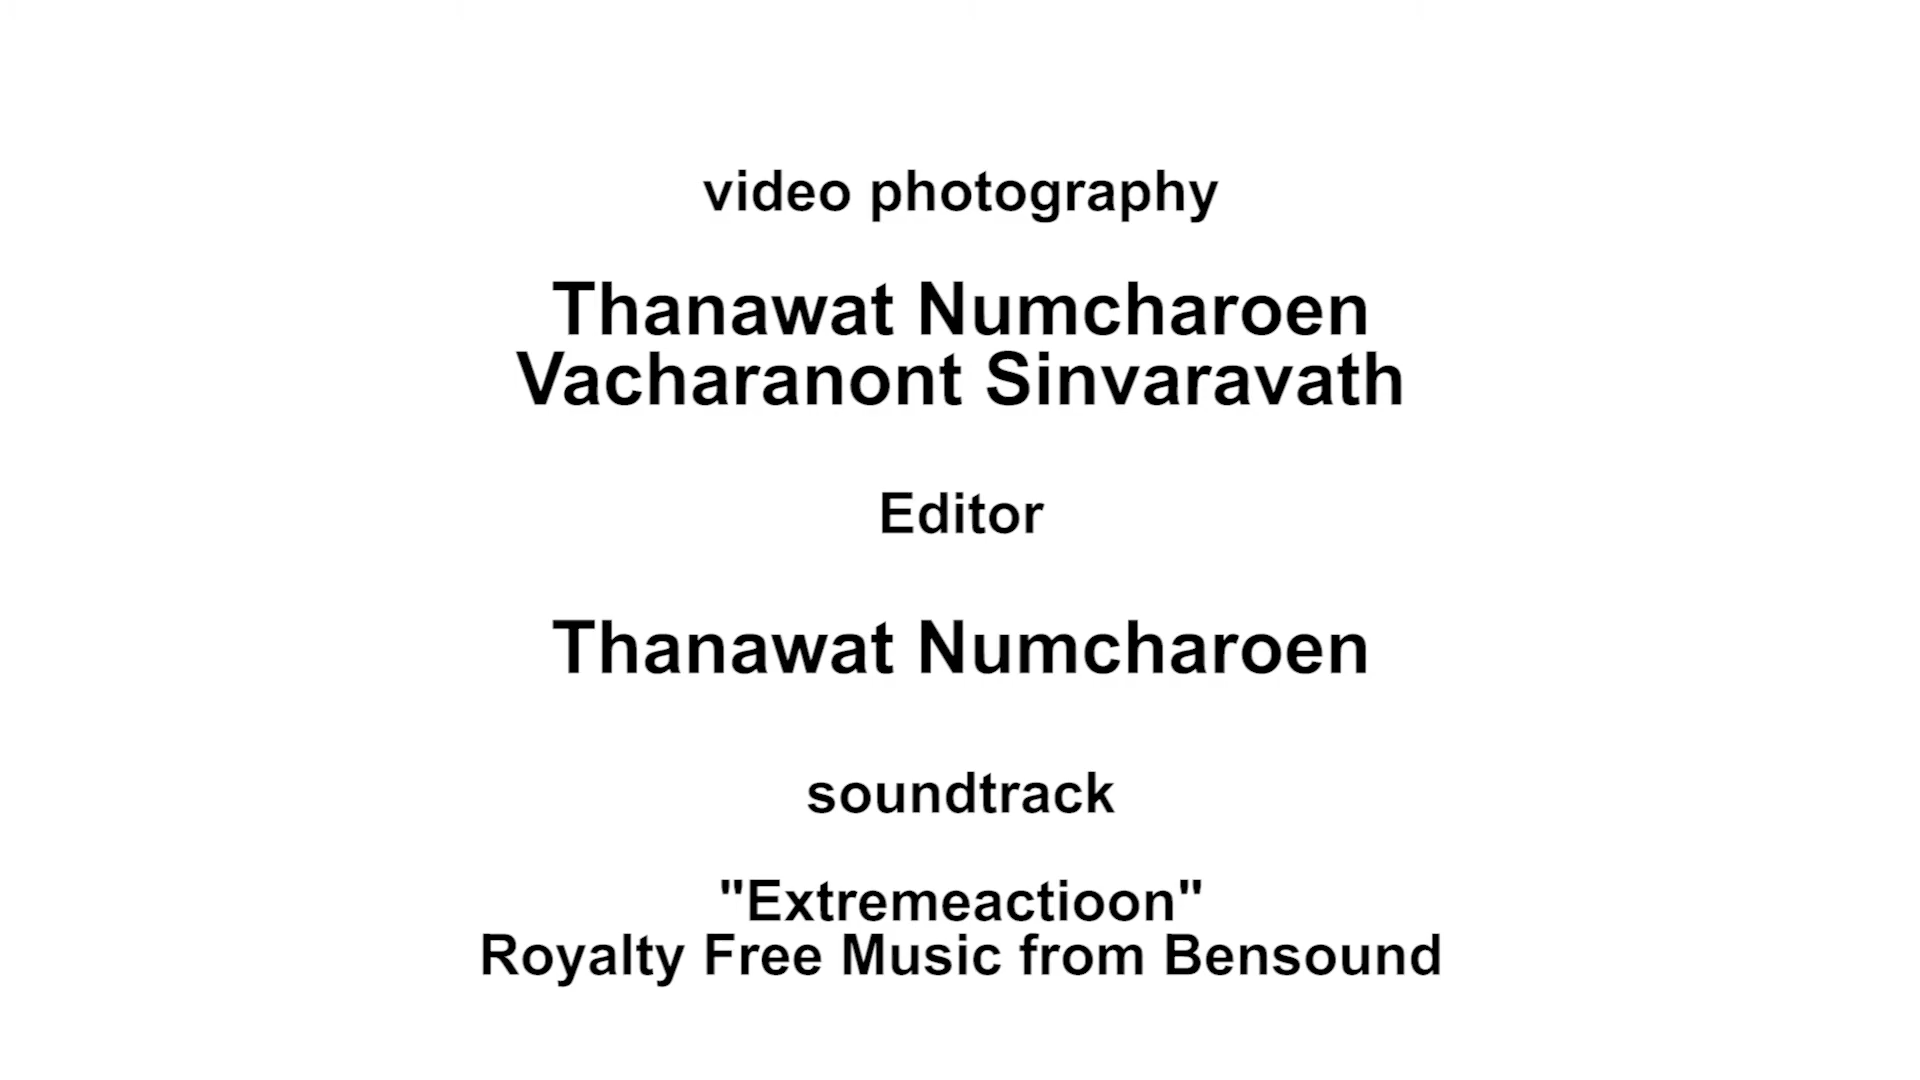 video photography
Thanawat Numcharoen
Vacharanont Sinvaravath
Editor
Thanawat Numcharoen
soundtrack
"Extremeactioon"
Royalty Free Music from Bensound